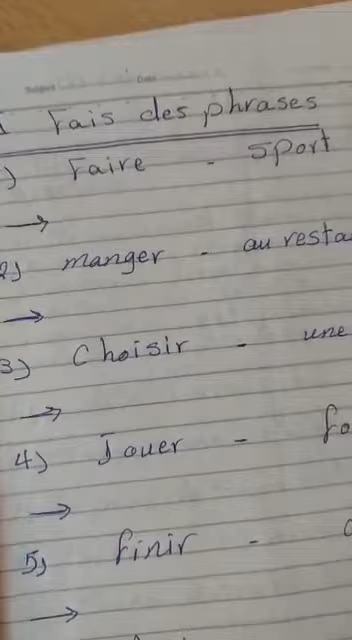 Fais des phrases
Faire - sport
→
2) manger - au resta
→
3) Choisir - une
→
4) Jouer - fo
→
5) finir -
→